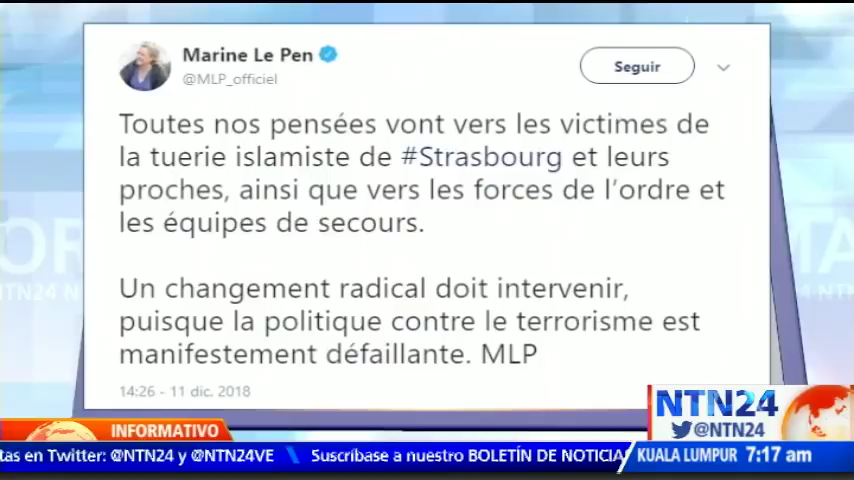 Marine Le Pen
@MLP_officiel
Seguir
Toutes nos pensées vont vers les victimes de
la tuerie islamiste de #Strasbourg et leurs
proches, ainsi que vers les forces de l'ordre et
les équipes de secours.
Un changement radical doit intervenir,
puisque la politique contre le terrorisme est
manifestement défaillante. MLP
14:26 - 11 dic. 2018
NTN24
@NTN24
INFORMATIVO
tas en Twitter: @NTN24 y @NTN24VE \ Suscríbase a nuestro BOLETÍN DE NOTICIA
KUALA LUMPUR 7:17 am